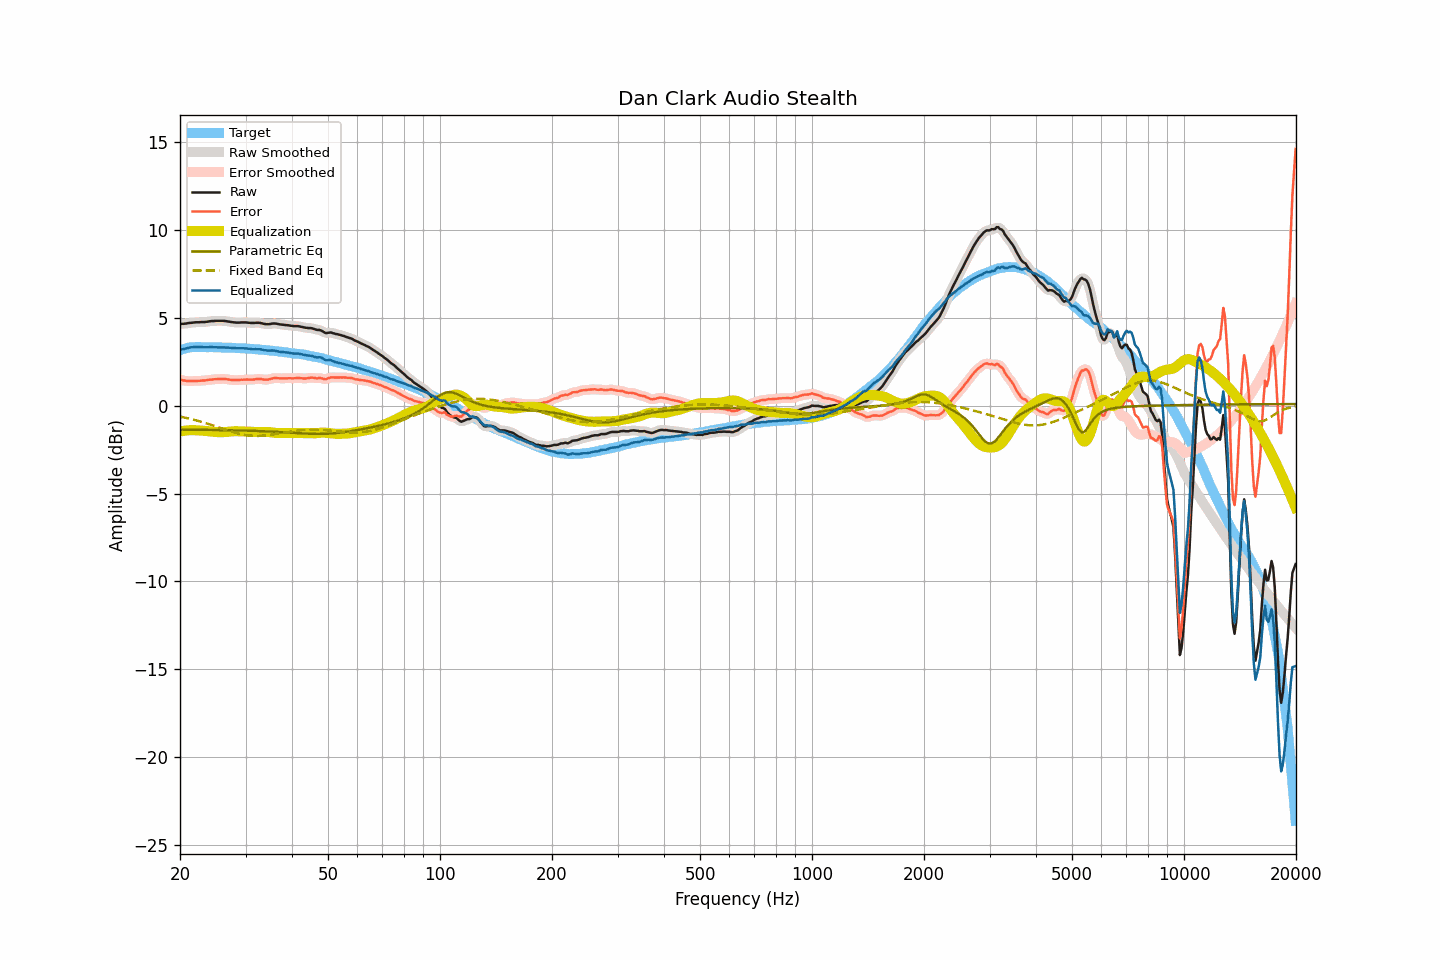 Dan Clark Audio Stealth
Target
Raw Smoothed
Error Smoothed
Raw
Error
Equalization
Parametric Eq
Fixed Band Eq
Equalized
15
10
5
0
−5
−10
−15
−20
−25
Amplitude (dBr)
20 50 100 200 500 1000 2000 5000 10000 20000
Frequency (Hz)